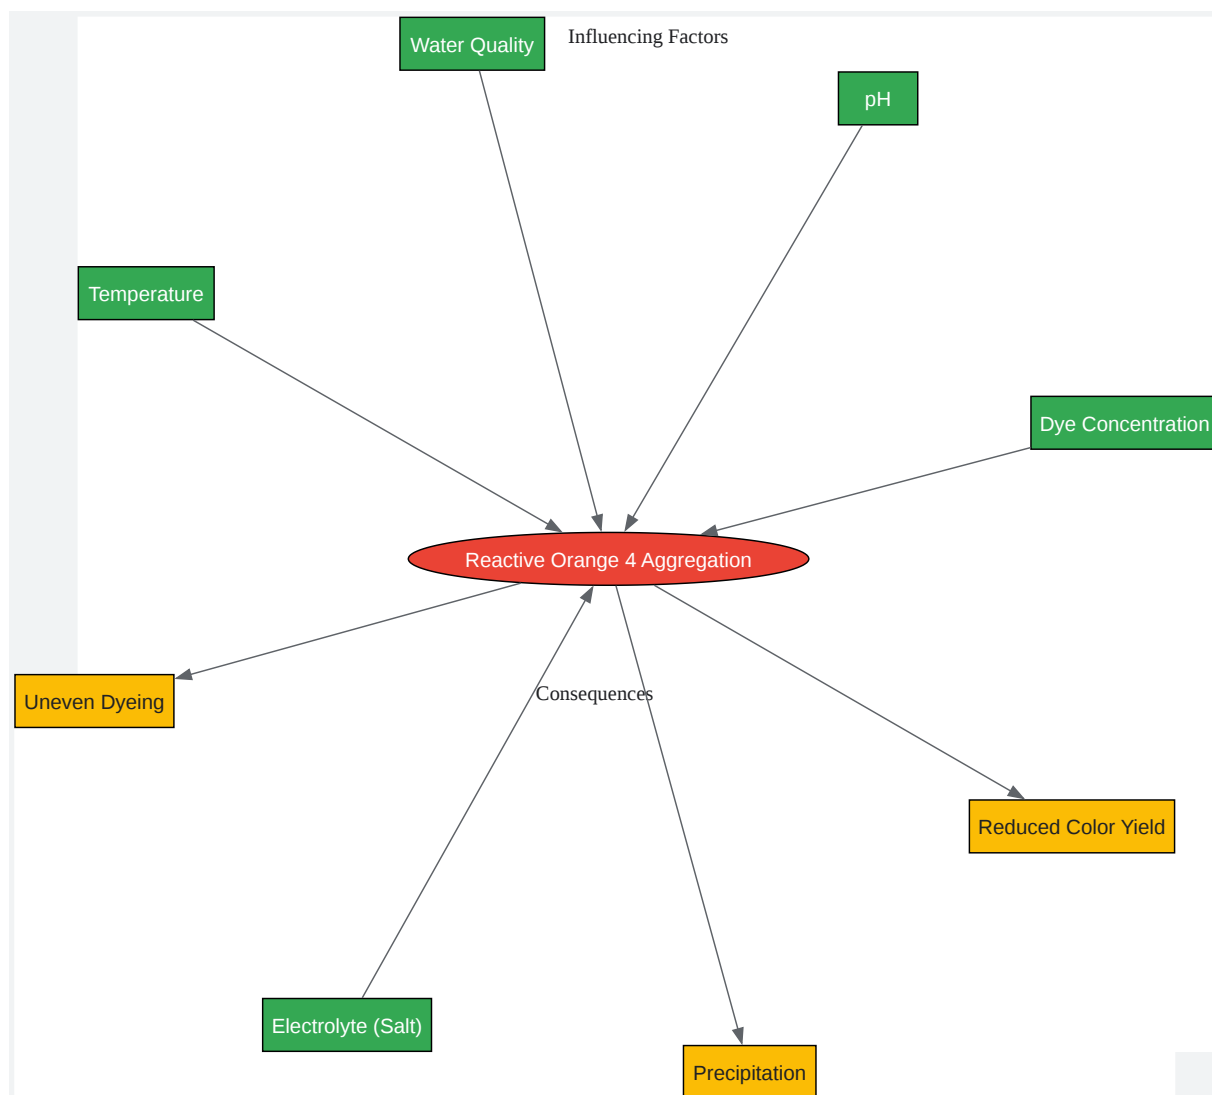 Water Quality
Influencing Factors
pH
Temperature
Dye Concentration
Reactive Orange 4 Aggregation
Uneven Dyeing
Consequences
Reduced Color Yield
Electrolyte (Salt)
Precipitation